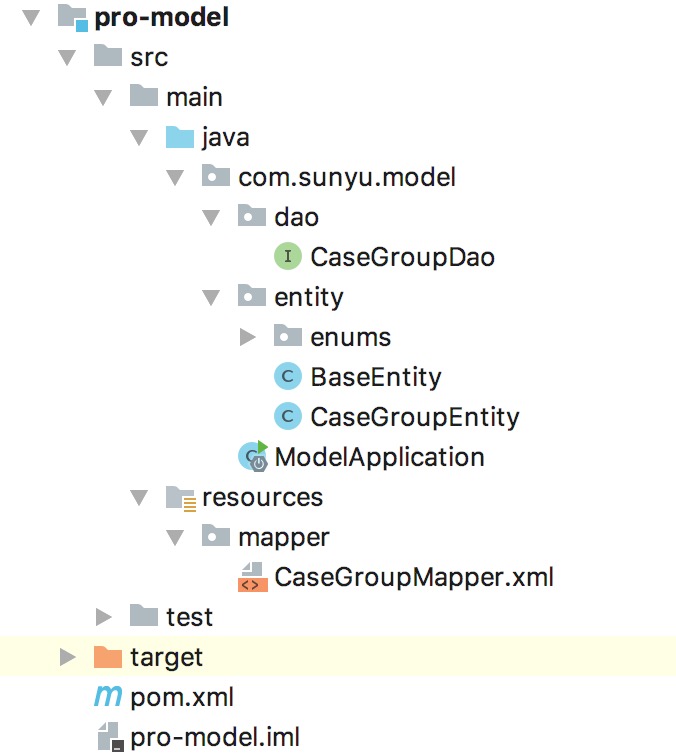 pro-model
src
main
java
com.sunyu.model
dao
CaseGroupDao
entity
enums
BaseEntity
CaseGroupEntity
ModelApplication
resources
mapper
CaseGroupMapper.xml
test
target
pom.xml
pro-model.iml